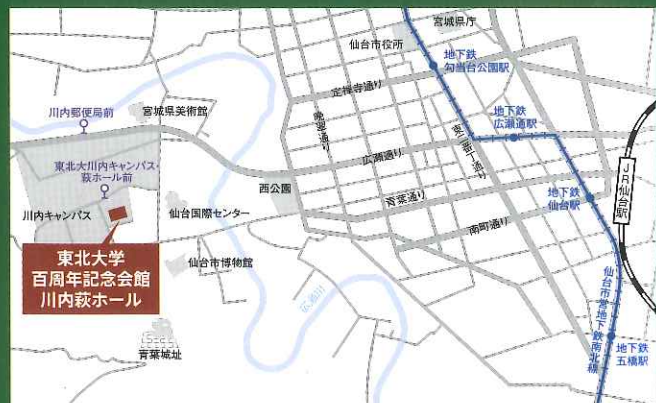 宮城県庁
仙台市役所
地下鉄
勾当台公園駅
定禅寺通り
地下鉄
広瀬通駅
川内郵便局前
宮城県美術館
晩翠通り
東二番丁通り
広瀬通り
JR仙台駅
東北大川内キャンパス・
萩ホール前
西公園
青葉通り
地下鉄
仙台駅
川内キャンパス
仙台国際センター
南町通り
東北大学
百周年記念会館
川内萩ホール
仙台市博物館
広瀬川
仙台市営地下鉄南北線
青葉城址
地下鉄
五橋駅